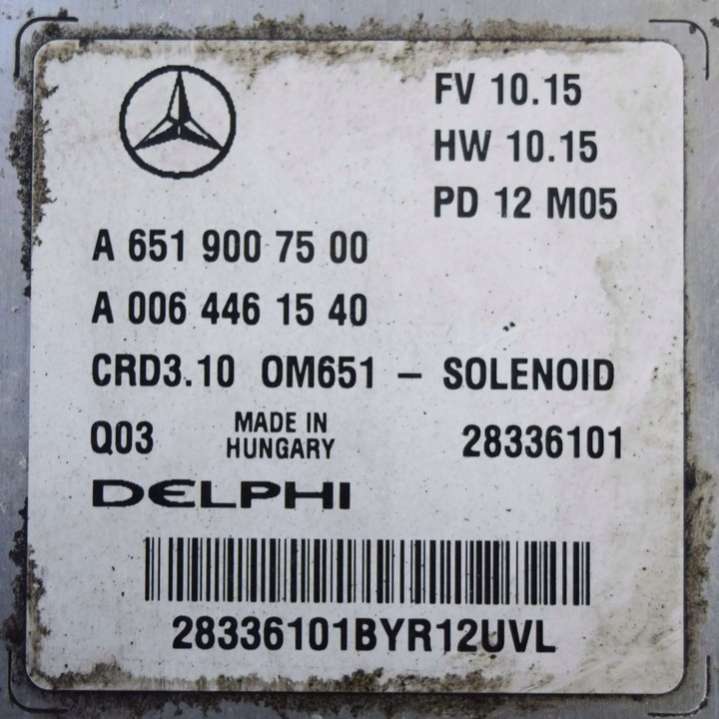 FV 10.15
HW 10.15
PD 12 M05
A 651 900 75 00
A 006 446 15 40
CRD3.10 OM651 – SOLENOID
Q03 MADE IN HUNGARY 28336101
DELPHI
28336101BYR12UVL